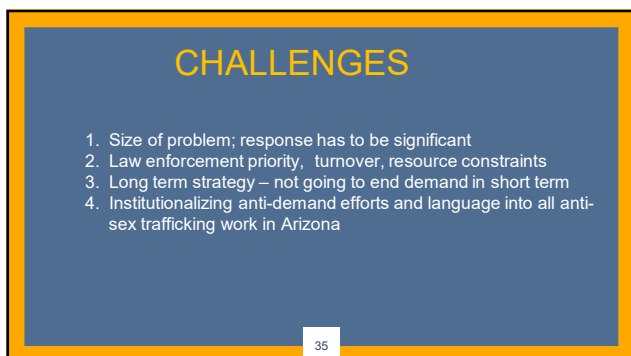 CHALLENGES
1. Size of problem; response has to be significant
2. Law enforcement priority, turnover, resource constraints
3. Long term strategy – not going to end demand in short term
4. Institutionalizing anti-demand efforts and language into all anti-
sex trafficking work in Arizona
35